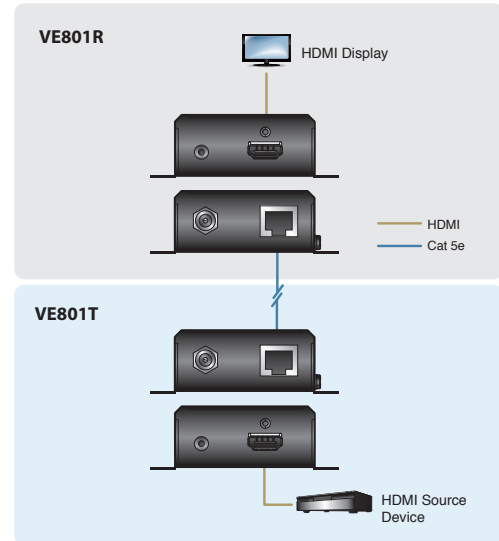 VE801R
HDMI Display
HDMI
Cat 5e
VE801T
HDMI Source
Device